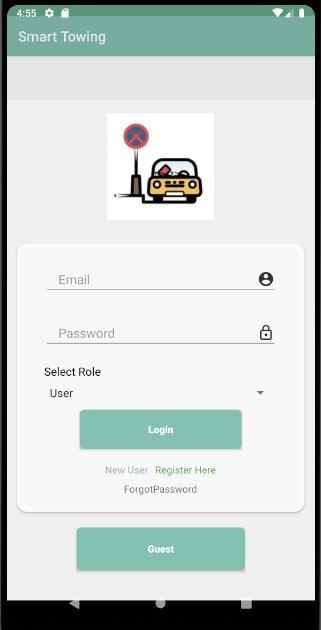 4:55
Smart Towing
Email
Password
Select Role
User
Login
New User Register Here
ForgotPassword
Guest